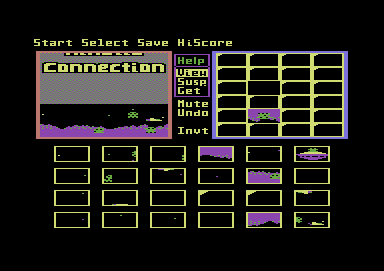 Start Select Save HiScore
Help
Connection
View
Susp
Get
Mute
Undo
Invt